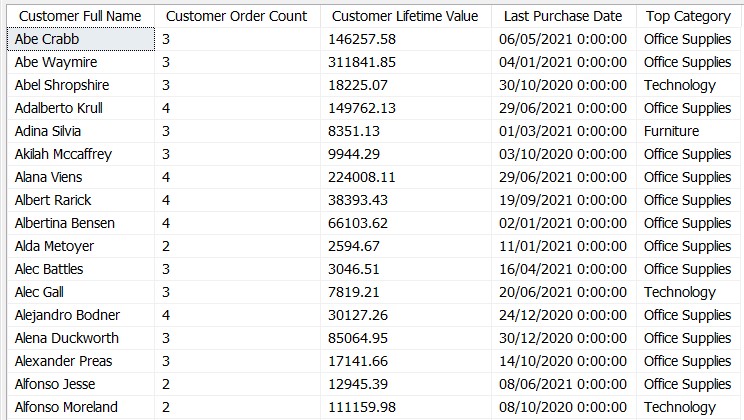 Customer Full Name Customer Order Count Customer Lifetime Value Last Purchase Date Top Category
Abe Crabb 3 146257.58 06/05/2021 0:00:00 Office Supplies
Abe Waymire 3 311841.85 04/01/2021 0:00:00 Office Supplies
Abel Shropshire 3 18225.07 30/10/2020 0:00:00 Technology
Adalberto Krull 4 149762.13 29/06/2021 0:00:00 Office Supplies
Adina Silvia 3 8351.13 01/03/2021 0:00:00 Furniture
Akilah Mccaffrey 3 9944.29 03/10/2020 0:00:00 Office Supplies
Alana Viens 4 224008.11 29/06/2021 0:00:00 Office Supplies
Albert Rarick 4 38393.43 19/09/2021 0:00:00 Office Supplies
Albertina Bensen 4 66103.62 02/01/2021 0:00:00 Office Supplies
Alda Metoyer 2 2594.67 11/01/2021 0:00:00 Office Supplies
Alec Battles 3 3046.51 16/04/2021 0:00:00 Office Supplies
Alec Gall 3 7819.21 20/06/2021 0:00:00 Technology
Alejandro Bodner 4 30127.26 24/12/2020 0:00:00 Office Supplies
Alena Duckworth 3 85064.95 30/12/2020 0:00:00 Office Supplies
Alexander Preas 3 17141.66 14/10/2020 0:00:00 Office Supplies
Alfonso Jesse 2 12945.39 08/06/2021 0:00:00 Office Supplies
Alfonso Moreland 2 111159.98 08/10/2020 0:00:00 Technology